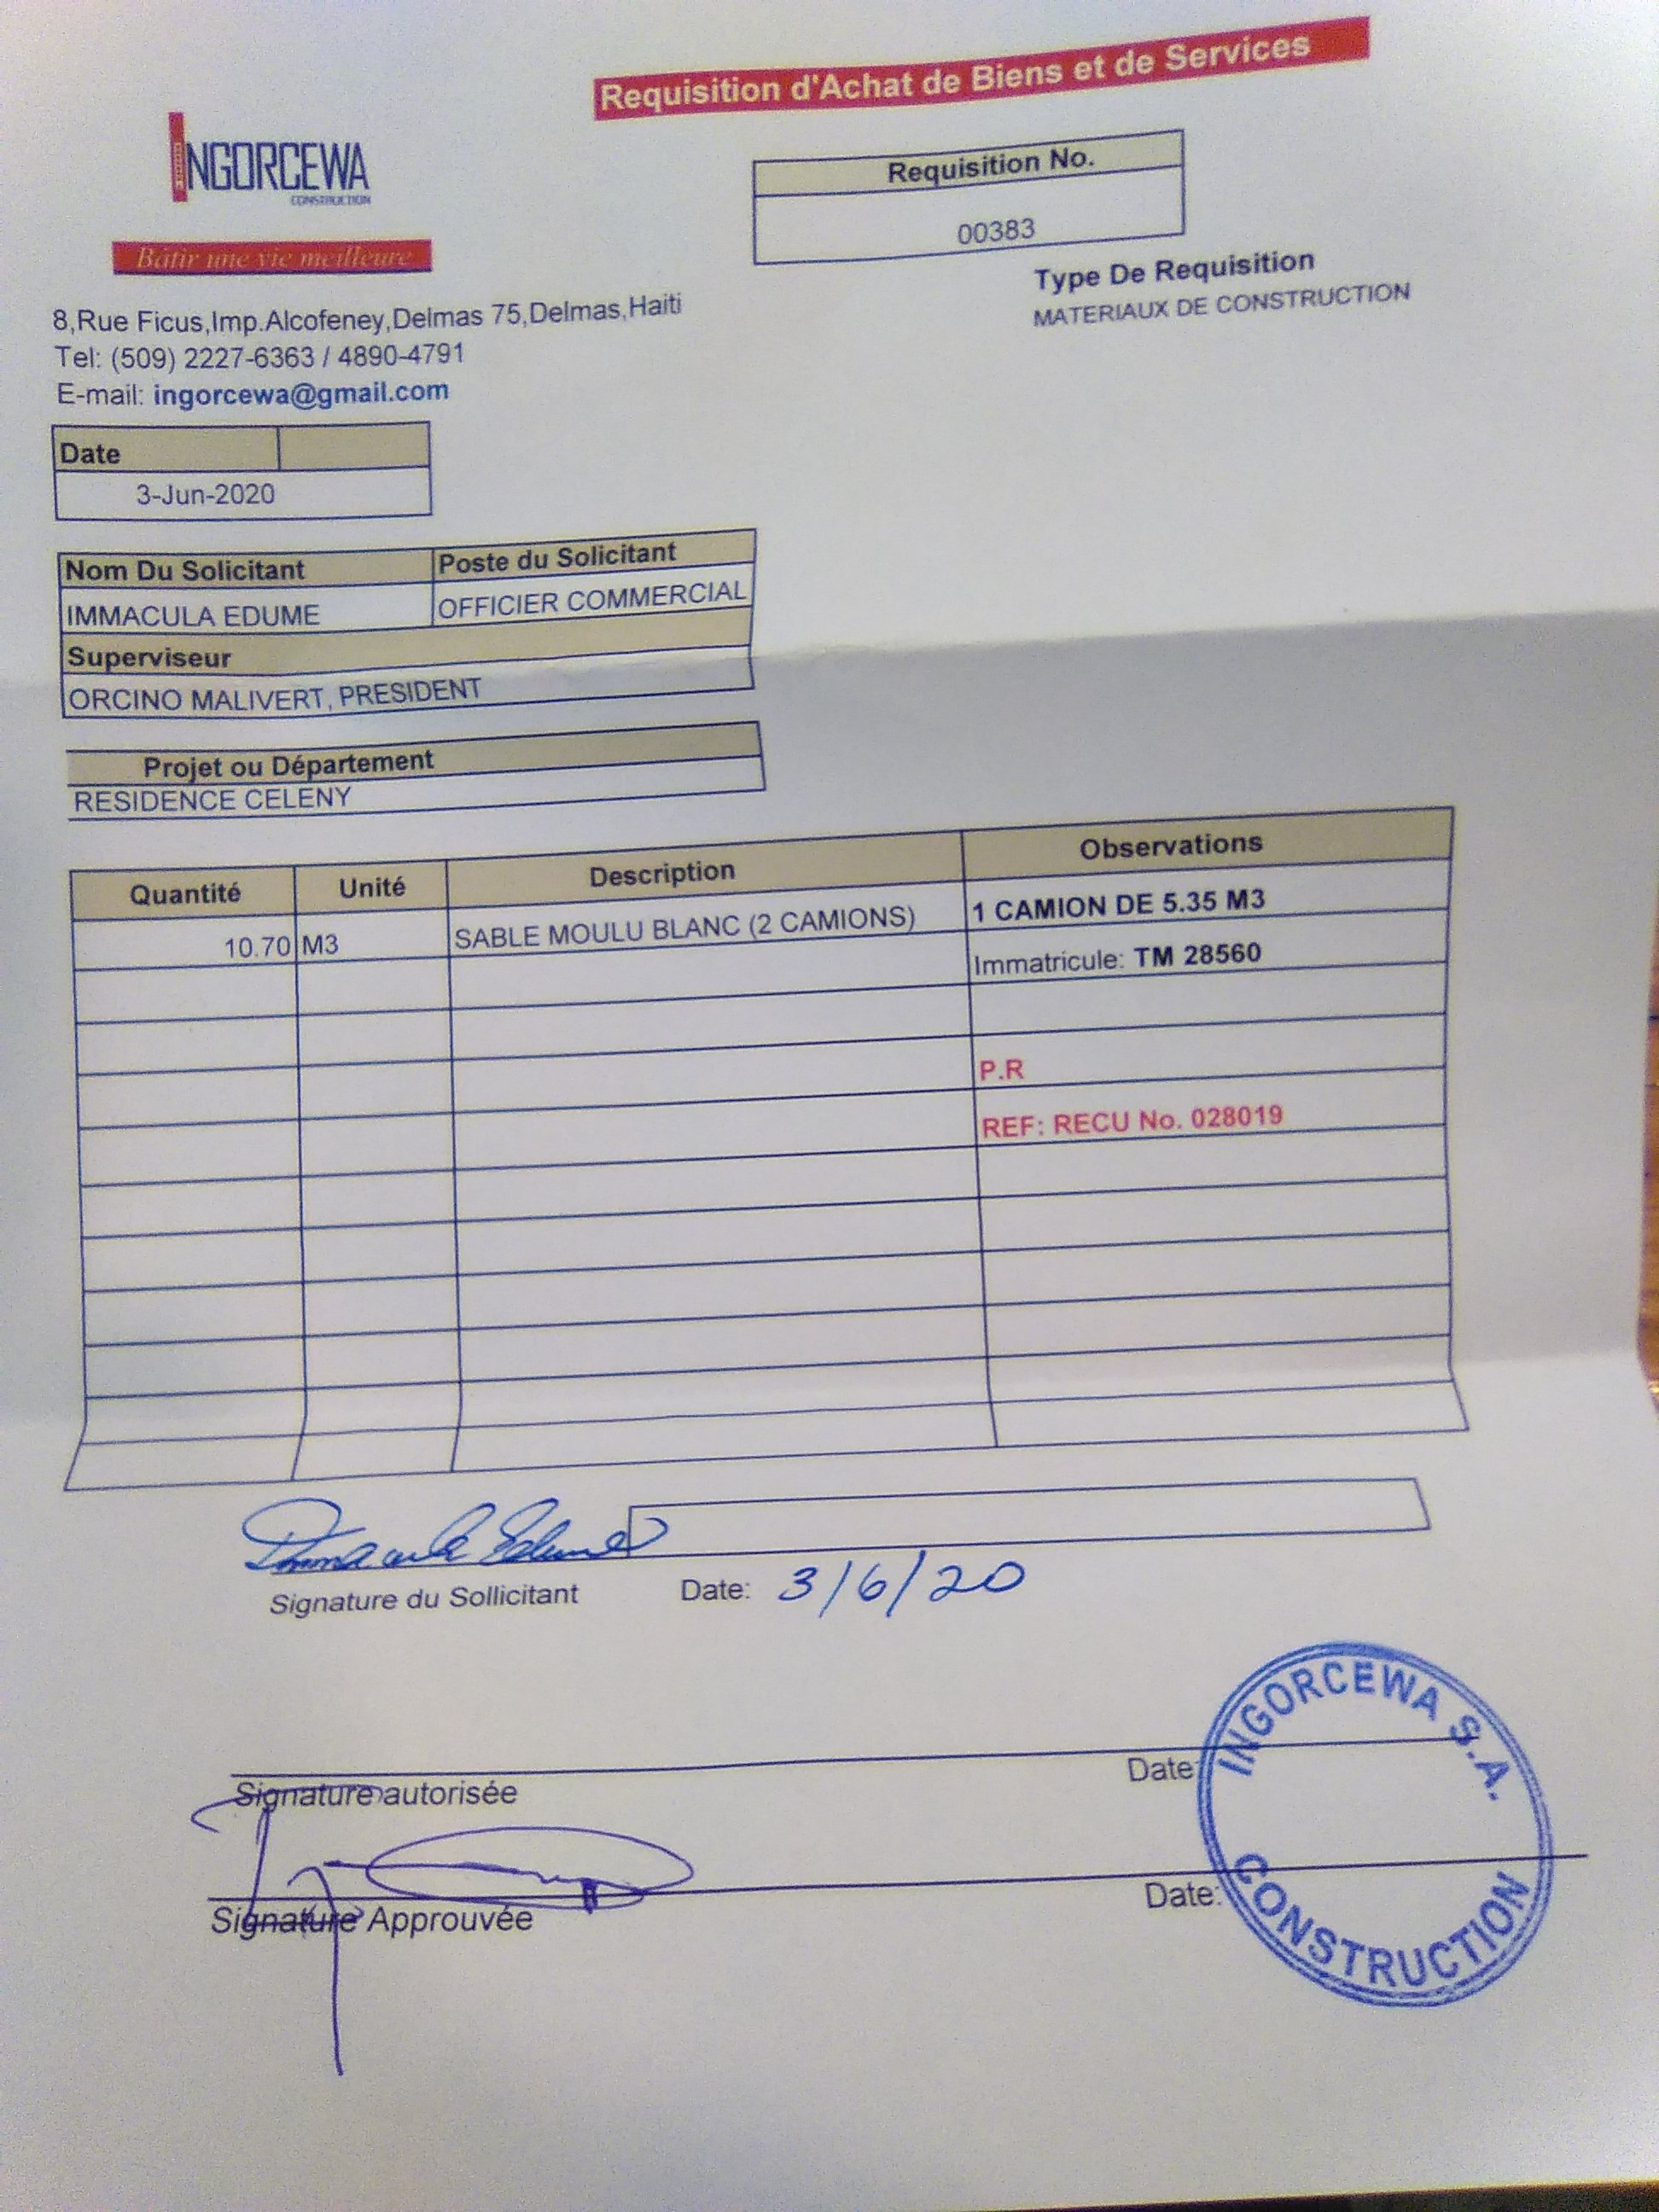 Requisition d'Achat de Biens et de Services
INGORCEWA
CONSTRUCTION
Bâtir une vie meilleure
Requisition No.
00383
Type De Requisition
MATERIAUX DE CONSTRUCTION
8,Rue Ficus,Imp.Alcofeney,Delmas 75,Delmas,Haiti
Tel: (509) 2227-6363 / 4890-4791
E-mail: ingorcewa@gmail.com
Date
3-Jun-2020
Nom Du Solicitant Poste du Solicitant
IMMACULA EDUME OFFICIER COMMERCIAL
Superviseur
ORCINO MALIVERT, PRESIDENT
Projet ou Département
RESIDENCE CELENY
Quantité Unité Description Observations
10.70 M3 SABLE MOULU BLANC (2 CAMIONS) 1 CAMION DE 5.35 M3
Immatricule: TM 28560
P.R
REF: RECU No. 028019
Immacula Edume
Signature du Sollicitant Date: 3/6/20
Signature autorisée Date:
Signature Approuvée Date:
INGORCEWA S.A.
CONSTRUCTION